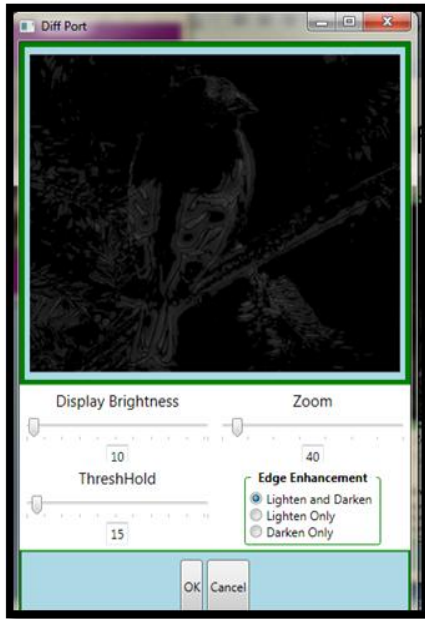 Diff Port
Display Brightness
Zoom
10
40
ThreshHold
15
Edge Enhancement
Lighten and Darken
Lighten Only
Darken Only
OK
Cancel